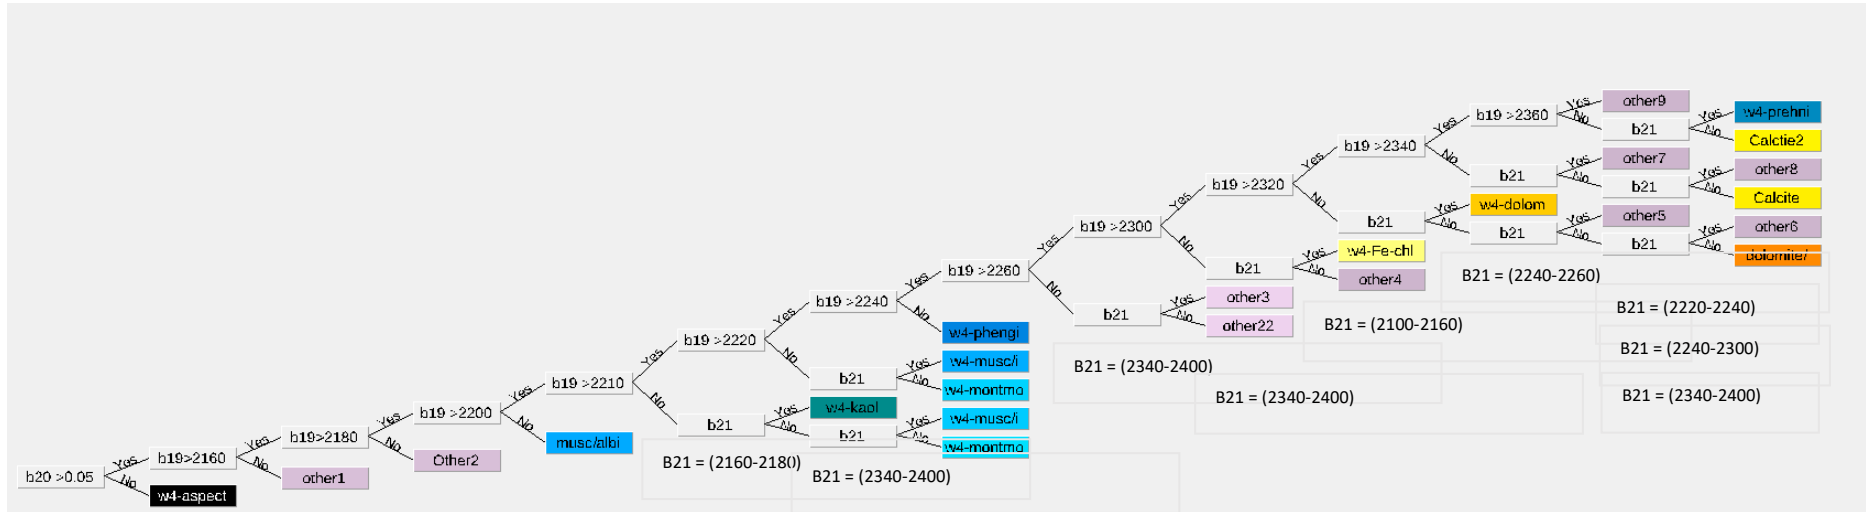 b20 >0.05
Yes
No
b19>2160
w4-aspect
Yes
No
b19>2180
other1
Yes
No
b19 >2200
Other2
Yes
No
b19 >2210
musc/albi
Yes
No
b19 >2220
b21
Yes
No
w4-kaol
b21
Yes
No
w4-musc/i
w4-montmo
Yes
No
b19 >2240
b21
Yes
No
w4-musc/i
w4-montmo
Yes
No
b19 >2260
w4-phengi
Yes
No
b19 >2300
b21
Yes
No
other3
other22
Yes
No
b19 >2320
b21
Yes
No
w4-Fe-chl
other4
Yes
No
b19 >2340
b21
Yes
No
w4-dolom
b21
Yes
No
other5
b21
Yes
No
other6
dolomite/
Yes
No
b19 >2360
b21
Yes
No
other7
b21
Yes
No
other8
Calcite
Yes
No
other9
b21
Yes
No
w4-prehni
Calctie2
B21 = (2160-2180)
B21 = (2340-2400)
B21 = (2340-2400)
B21 = (2340-2400)
B21 = (2100-2160)
B21 = (2240-2260)
B21 = (2220-2240)
B21 = (2240-2300)
B21 = (2340-2400)